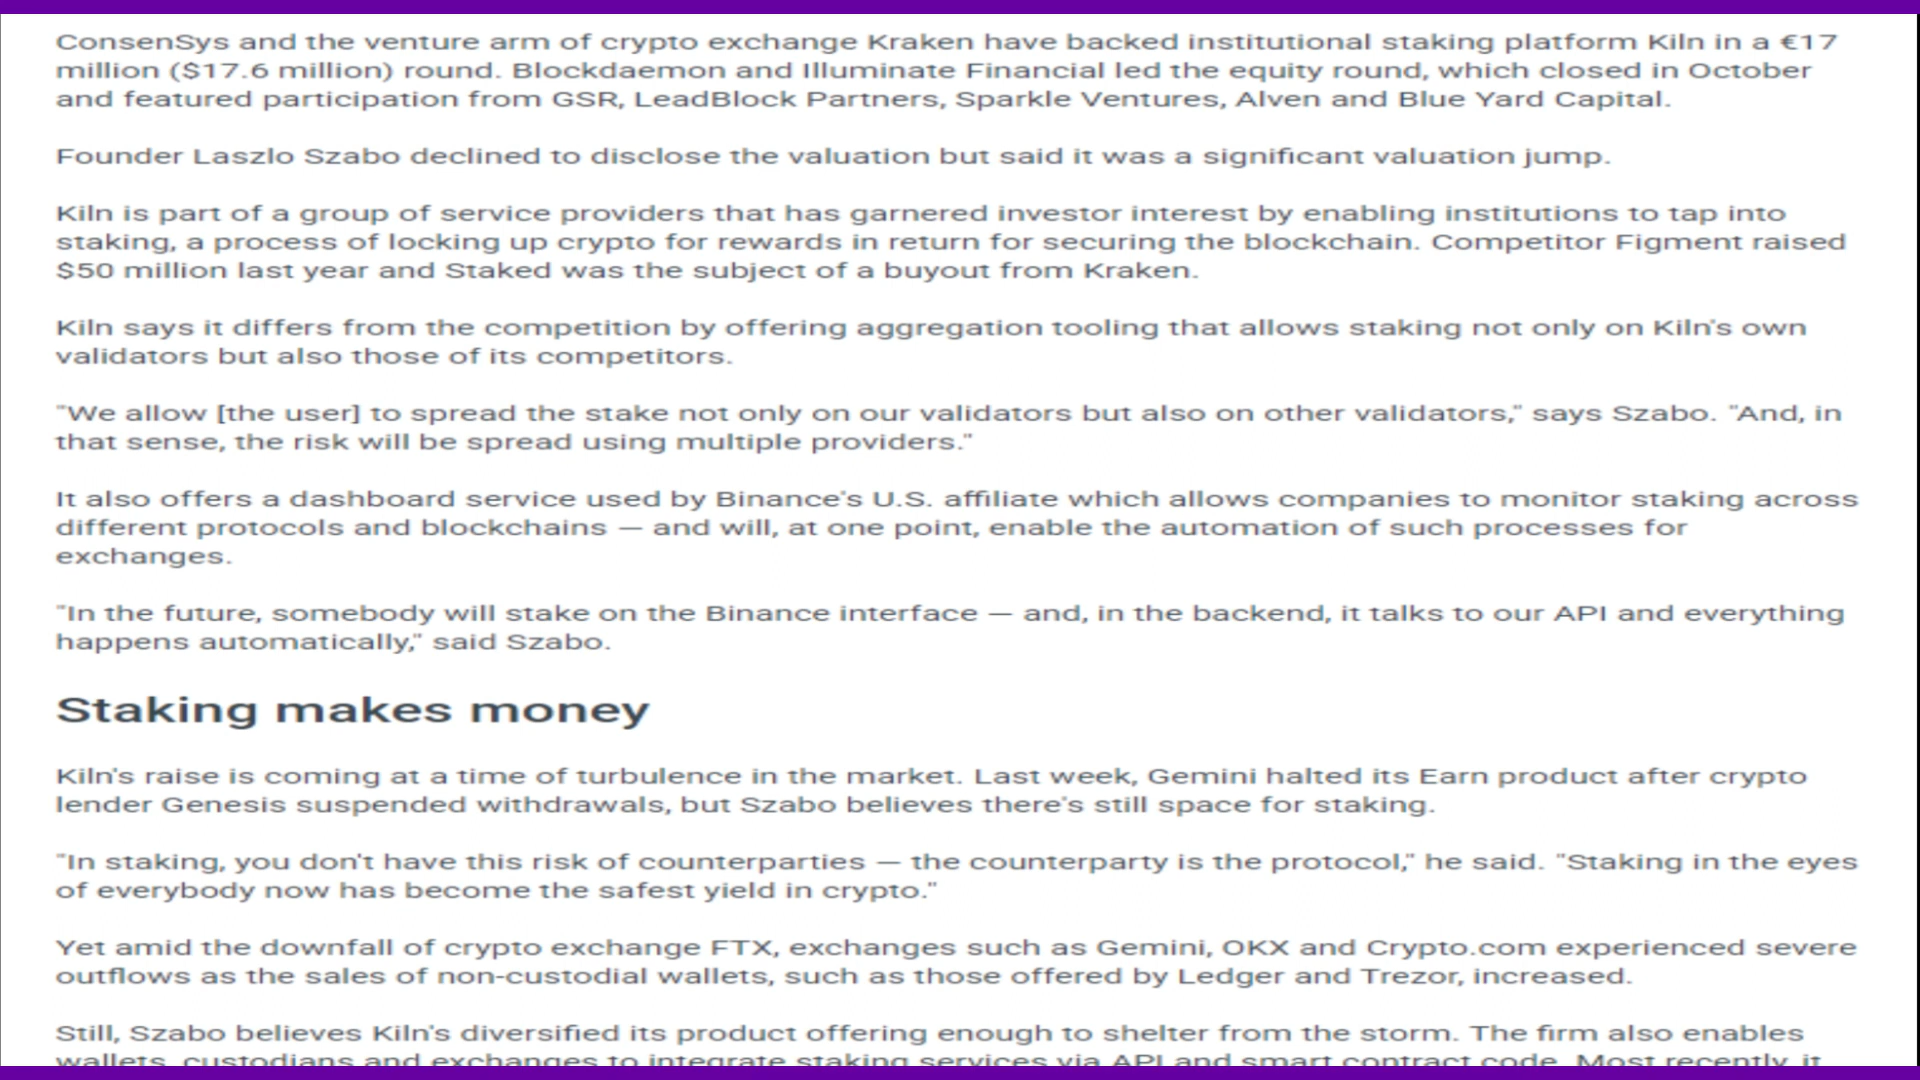 ConsenSys and the venture arm of crypto exchange Kraken have backed institutional staking platform Kiln in a €17
million ($17.6 million) round. Blockdaemon and Illuminate Financial led the equity round, which closed in October
and featured participation from GSR, LeadBlock Partners, Sparkle Ventures, Alven and Blue Yard Capital.
Founder Laszlo Szabo declined to disclose the valuation but said it was a significant valuation jump.
Kiln is part of a group of service providers that has garnered investor interest by enabling institutions to tap into
staking, a process of locking up crypto for rewards in return for securing the blockchain. Competitor Figment raised
$50 million last year and Staked was the subject of a buyout from Kraken.
Kiln says it differs from the competition by offering aggregation tooling that allows staking not only on Kiln's own
validators but also those of its competitors.
"We allow [the user] to spread the stake not only on our validators but also on other validators," says Szabo. "And, in
that sense, the risk will be spread using multiple providers."
It also offers a dashboard service used by Binance's U.S. affiliate which allows companies to monitor staking across
different protocols and blockchains — and will, at one point, enable the automation of such processes for
exchanges.
"In the future, somebody will stake on the Binance interface — and, in the backend, it talks to our API and everything
happens automatically," said Szabo.
Staking makes money
Kiln's raise is coming at a time of turbulence in the market. Last week, Gemini halted its Earn product after crypto
lender Genesis suspended withdrawals, but Szabo believes there's still space for staking.
"In staking, you don't have this risk of counterparties — the counterparty is the protocol," he said. "Staking in the eyes
of everybody now has become the safest yield in crypto."
Yet amid the downfall of crypto exchange FTX, exchanges such as Gemini, OKX and Crypto.com experienced severe
outflows as the sales of non-custodial wallets, such as those offered by Ledger and Trezor, increased.
Still, Szabo believes Kiln's diversified its product offering enough to shelter from the storm. The firm also enables
wallets, custodians and exchanges to integrate staking services via API and smart contract code. Most recently, it